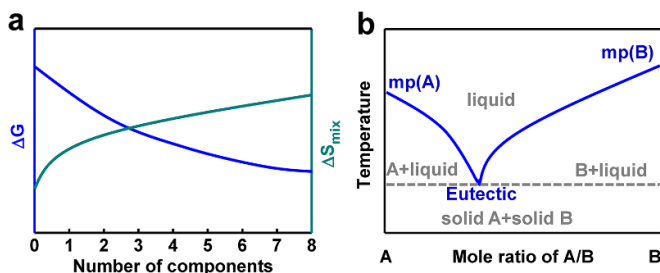 a
ΔG
ΔSmix
0 1 2 3 4 5 6 7 8
Number of components
b
Temperature
mp(A)
mp(B)
liquid
A+liquid
B+liquid
Eutectic
solid A+solid B
A
Mole ratio of A/B
B